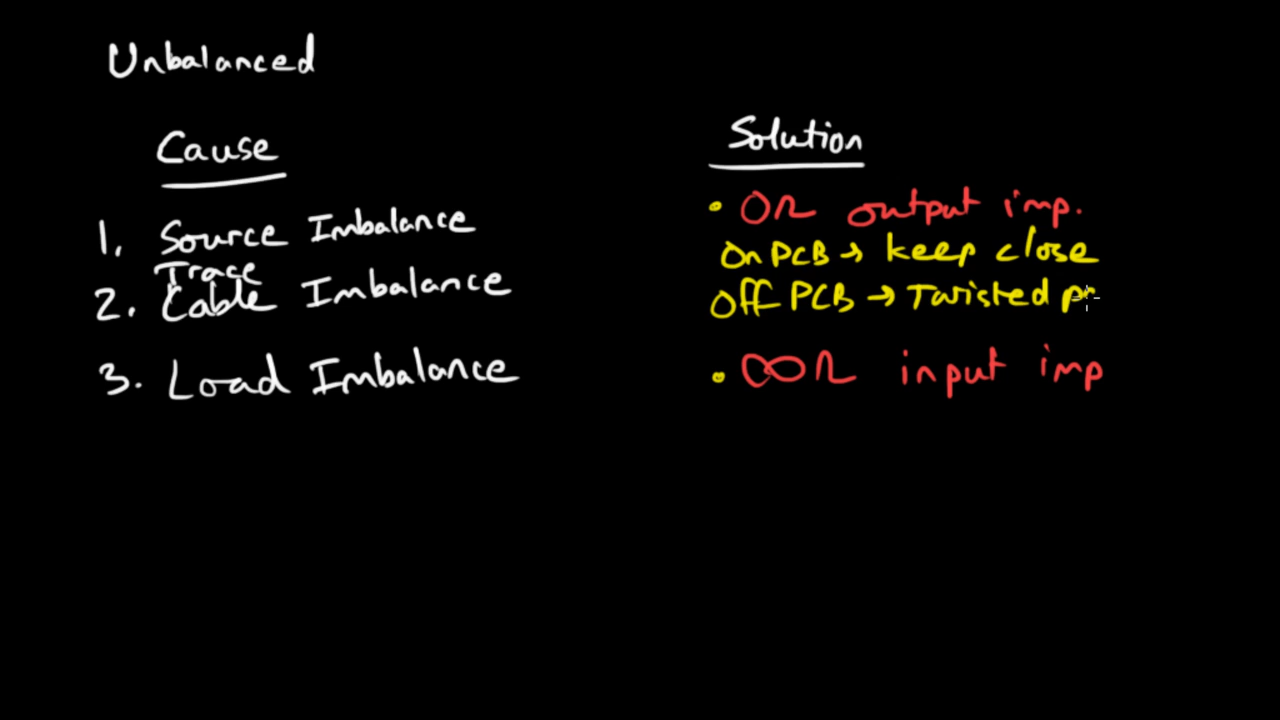 Unbalanced
Cause
Solution
1. Source Imbalance
• 0Ω output imp.
Trace
On PCB → keep close
2. Cable Imbalance
Off PCB → Twisted
3. Load Imbalance
• ∞Ω input imp